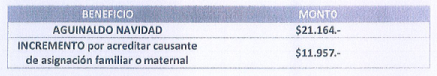 BENEFICIO MONTO
AGUINALDO NAVIDAD $21.164.-
INCREMENTO por acreditar causante
de asignación familiar o maternal $11.957.-